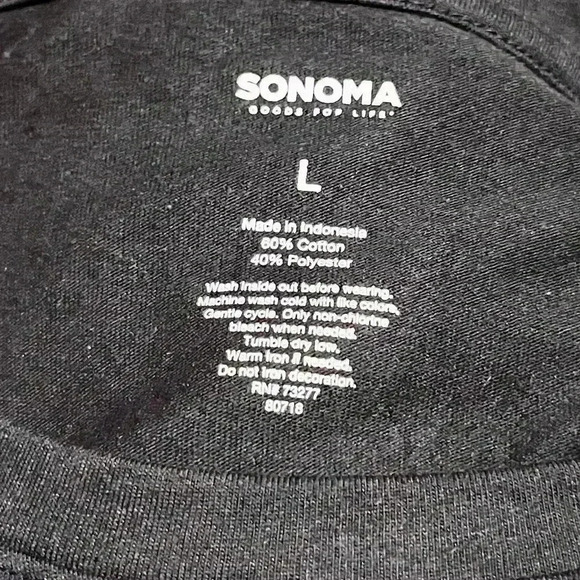 SONOMA
GOODS FOR LIFE®
L
Made in Indonesia
60% Cotton
40% Polyester
Wash inside out before wearing.
Machine wash cold with like colors.
Gentle cycle. Only non-chlorine
bleach when needed.
Tumble dry low.
Warm iron if needed.
Do not iron decoration.
RN# 73277
80718